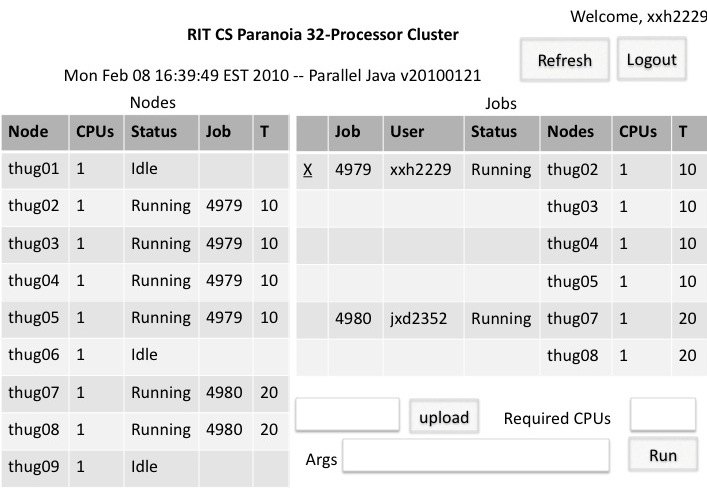 Welcome, xxh2229
RIT CS Paranoia 32-Processor Cluster
Refresh Logout
Mon Feb 08 16:39:49 EST 2010 -- Parallel Java v20100121
Nodes
Node CPUs Status Job T
thug01 1 Idle
thug02 1 Running 4979 10
thug03 1 Running 4979 10
thug04 1 Running 4979 10
thug05 1 Running 4979 10
thug06 1 Idle
thug07 1 Running 4980 20
thug08 1 Running 4980 20
thug09 1 Idle
Jobs
Job User Status Nodes CPUs T
X 4979 xxh2229 Running thug02 1 10
thug03 1 10
thug04 1 10
thug05 1 10
4980 jxd2352 Running thug07 1 20
thug08 1 20
upload Required CPUs
Args Run